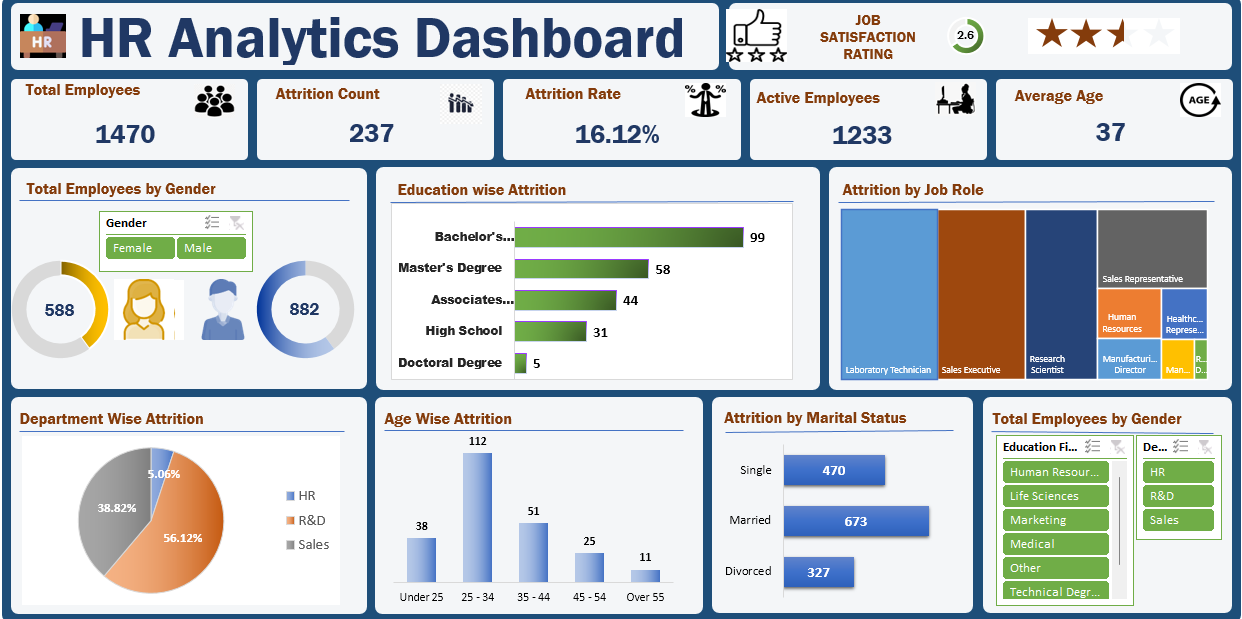 HR
HR Analytics Dashboard
JOB
SATISFACTION
RATING
2.6
Total Employees
1470
Attrition Count
237
Attrition Rate
% %
16.12%
Active Employees
1233
Average Age
AGE
37
Total Employees by Gender
Gender
Female Male
588
882
Education wise Attrition
Bachelor's... 99
Master's Degree 58
Associates... 44
High School 31
Doctoral Degree 5
Attrition by Job Role
Laboratory Technician
Sales Executive
Research
Scientist
Sales Representative
Human
Resources
Healthc...
Represe...
Manufacturi...
Director
Man...
R...
D...
Department Wise Attrition
5.06%
38.82%
56.12%
HR
R&D
Sales
Age Wise Attrition
38
112
51
25
11
Under 25
25 - 34
35 - 44
45 - 54
Over 55
Attrition by Marital Status
Single 470
Married 673
Divorced 327
Total Employees by Gender
Education Fi...
Human Resour...
Life Sciences
Marketing
Medical
Other
Technical Degr...
De...
HR
R&D
Sales